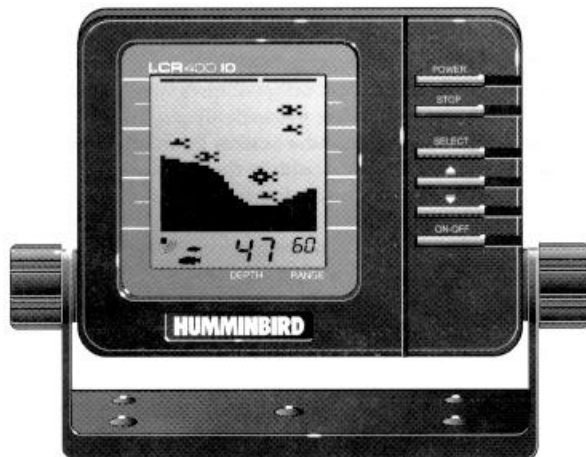 LCR400 ID
47 60
DEPTH RANGE
HUMMINBIRD
POWER
STOP
SELECT
ON-OFF